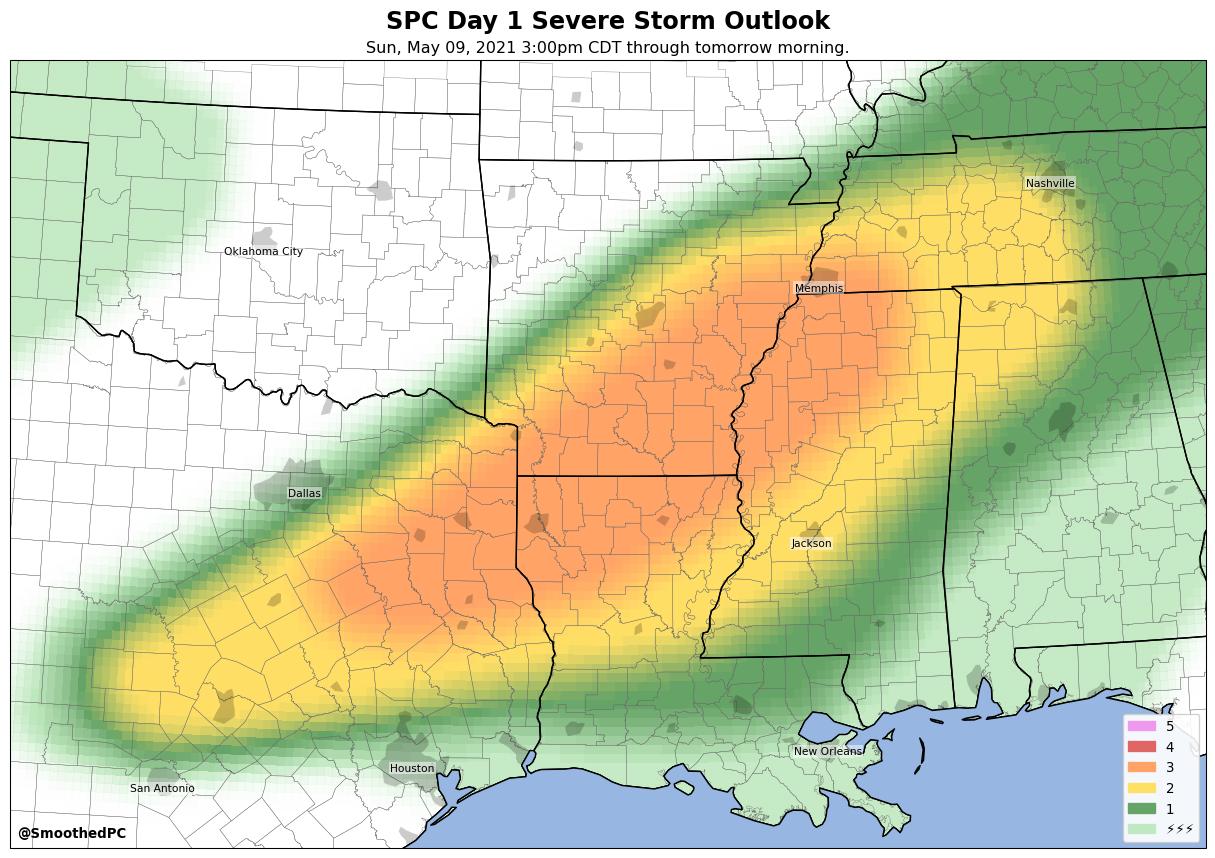 SPC Day 1 Severe Storm Outlook
Sun, May 09, 2021 3:00pm CDT through tomorrow morning.
Nashville
Oklahoma City
Memphis
Dallas
Jackson
New Orleans
Houston
San Antonio
5
4
3
2
1
⚡⚡⚡
@SmoothedPC